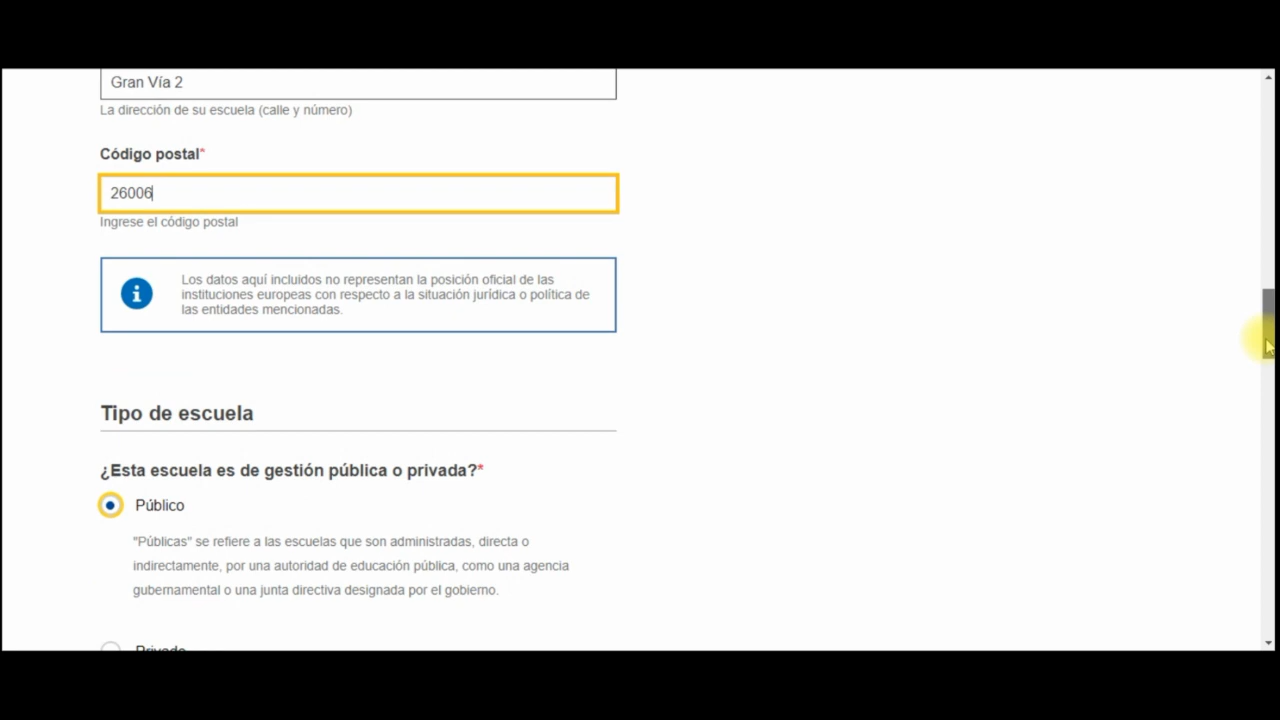 Gran Vía 2
La dirección de su escuela (calle y número)
Código postal*
26006
Ingrese el código postal
Los datos aquí incluidos no representan la posición oficial de las
instituciones europeas con respecto a la situación jurídica o política de
las entidades mencionadas.
Tipo de escuela
¿Esta escuela es de gestión pública o privada?*
Público
"Públicas" se refiere a las escuelas que son administradas, directa o
indirectamente, por una autoridad de educación pública, como una agencia
gubernamental o una junta directiva designada por el gobierno.
Privado